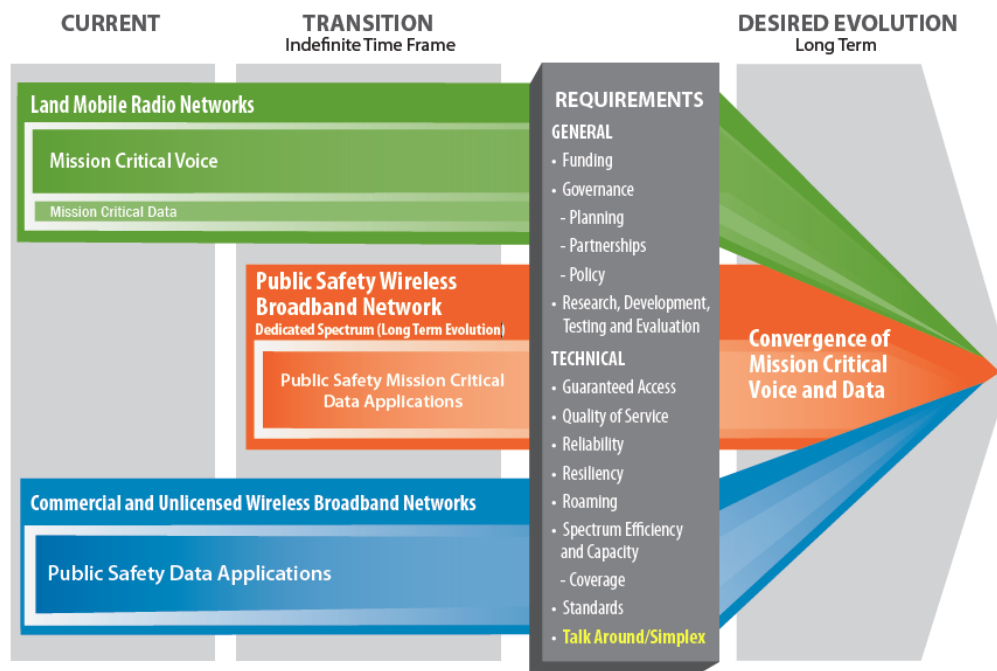 CURRENT
TRANSITION
Indefinite Time Frame
DESIRED EVOLUTION
Long Term
Land Mobile Radio Networks
Mission Critical Voice
Mission Critical Data
Public Safety Wireless
Broadband Network
Dedicated Spectrum (Long Term Evolution)
Public Safety Mission Critical
Data Applications
Commercial and Unlicensed Wireless Broadband Networks
Public Safety Data Applications
REQUIREMENTS
GENERAL
• Funding
• Governance
- Planning
- Partnerships
- Policy
• Research, Development,
Testing and Evaluation
TECHNICAL
• Guaranteed Access
• Quality of Service
• Reliability
• Resiliency
• Roaming
• Spectrum Efficiency
and Capacity
- Coverage
• Standards
• Talk Around/Simplex
Convergence of
Mission Critical
Voice and Data